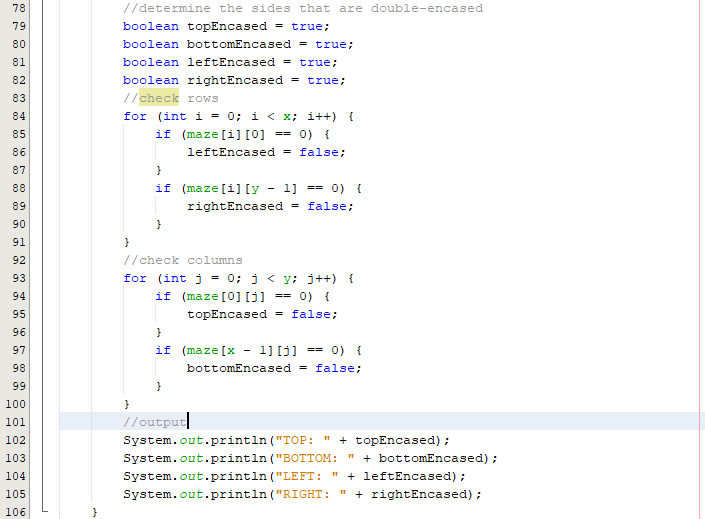 78 //determine the sides that are double-encased
79 boolean topEncased = true;
80 boolean bottomEncased = true;
81 boolean leftEncased = true;
82 boolean rightEncased = true;
83 //check rows
84 for (int i = 0; i < x; i++) {
85 if (maze[i][0] == 0) {
86 leftEncased = false;
87 }
88 if (maze[i][y - 1] == 0) {
89 rightEncased = false;
90 }
91 }
92 //check columns
93 for (int j = 0; j < y; j++) {
94 if (maze[0][j] == 0) {
95 topEncased = false;
96 }
97 if (maze[x - 1][j] == 0) {
98 bottomEncased = false;
99 }
100 }
101 //output
102 System.out.println("TOP: " + topEncased);
103 System.out.println("BOTTOM: " + bottomEncased);
104 System.out.println("LEFT: " + leftEncased);
105 System.out.println("RIGHT: " + rightEncased);
106 }